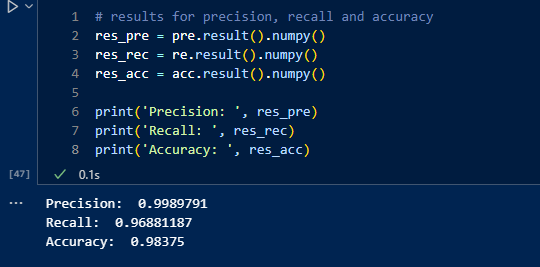 1 # results for precision, recall and accuracy
2 res_pre = pre.result().numpy()
3 res_rec = re.result().numpy()
4 res_acc = acc.result().numpy()
5
6 print('Precision: ', res_pre)
7 print('Recall: ', res_rec)
8 print('Accuracy: ', res_acc)
[47] ✓ 0.1s
... Precision:  0.9989791
Recall:  0.96881187
Accuracy:  0.98375